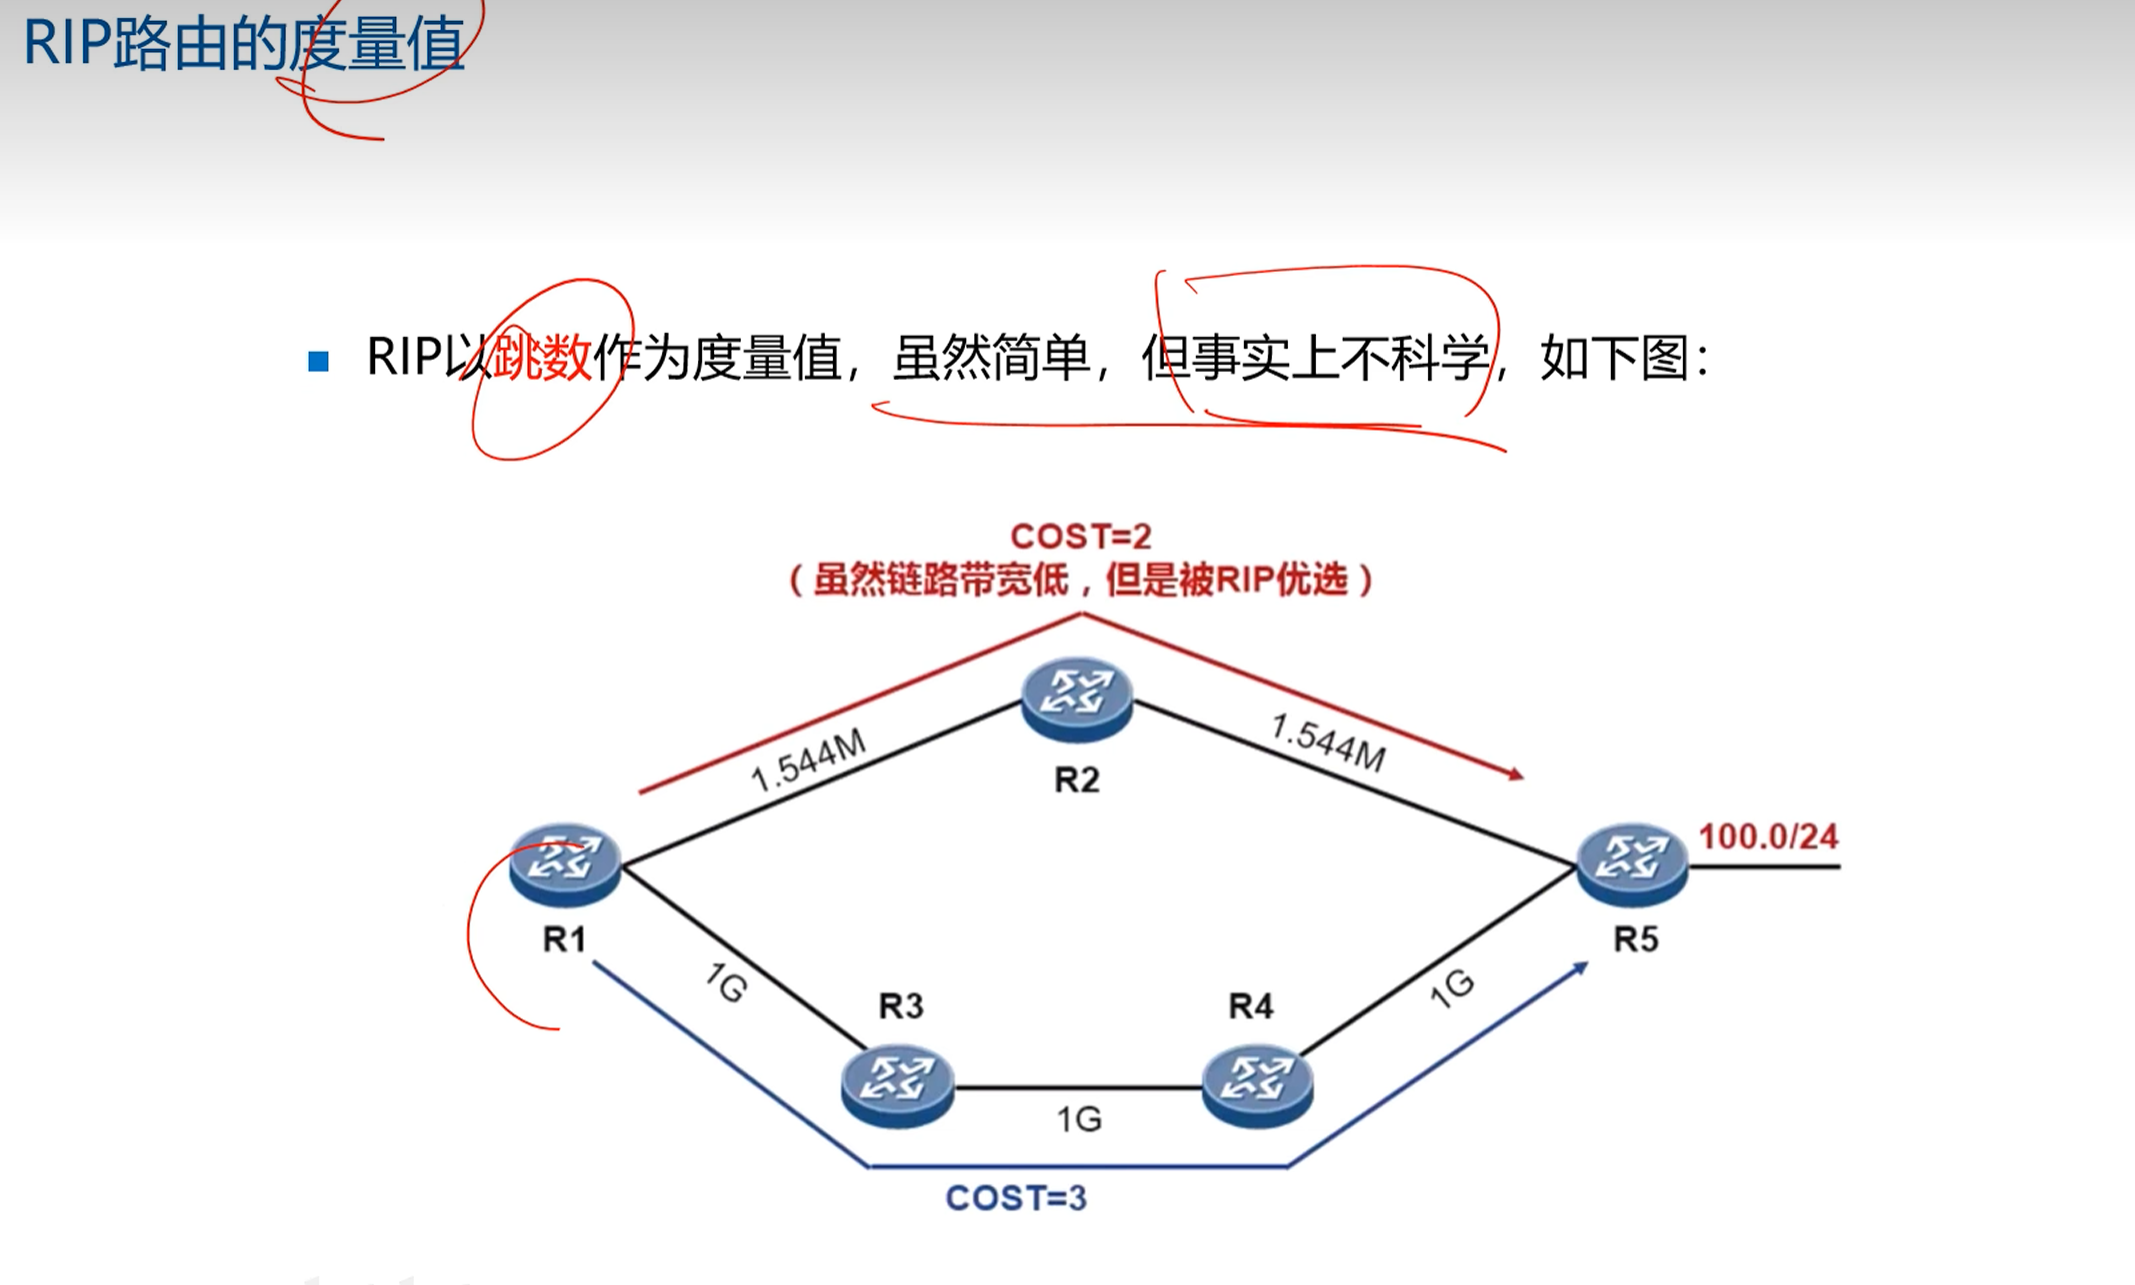 RIP路由的度量值
RIP以跳数作为度量值，虽然简单，但事实上不科学，如下图：
COST=2
（虽然链路带宽低，但是被RIP优选）
1.544M
1.544M
R2
100.0/24
R1
R5
1G
1G
R3
R4
1G
COST=3